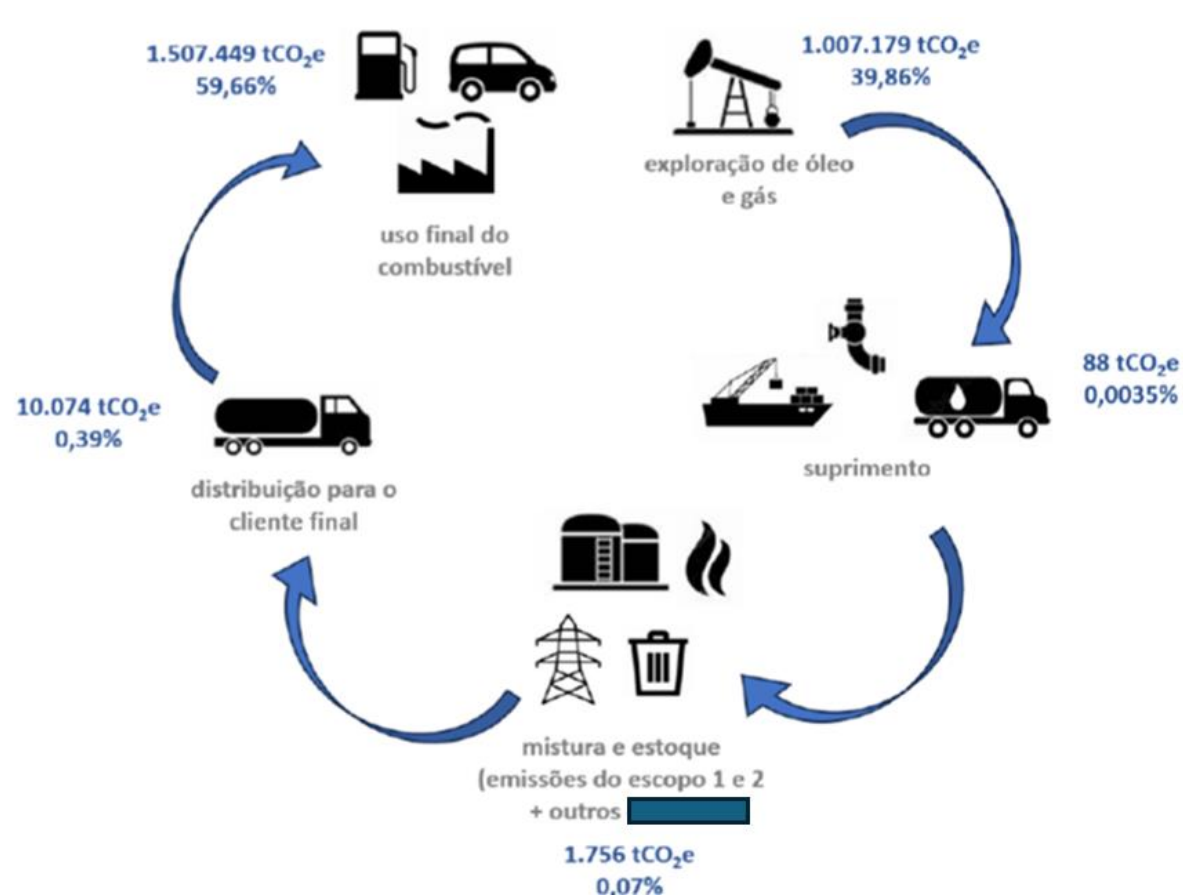 1.507.449 tCO₂e
59,66%
uso final do
combustível
1.007.179 tCO₂e
39,86%
exploração de óleo
e gás
88 tCO₂e
0,0035%
suprimento
mistura e estoque
(emissões do escopo 1 e 2
+ outros
1.756 tCO₂e
0,07%
10.074 tCO₂e
0,39%
distribuição para o
cliente final